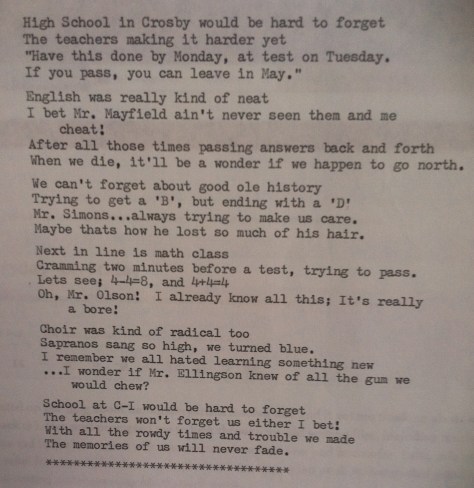 High School in Crosby would be hard to forget
The teachers making it harder yet
"Have this done by Monday, at test on Tuesday.
If you pass, you can leave in May."
English was really kind of neat
I bet Mr. Mayfield ain't never seen them and me
cheat!
After all those times passing answers back and forth
When we die, it'll be a wonder if we happen to go north.
We can't forget about good ole history
Trying to get a 'B', but ending with a 'D'
Mr. Simons...always trying to make us care.
Maybe thats how he lost so much of his hair.
Next in line is math class
Cramming two minutes before a test, trying to pass.
Lets see; 4-4=8, and 4+4=4
Oh, Mr. Olson! I already know all this; It's really
a bore!
Choir was kind of radical too
Sapranos sang so high, we turned blue.
I remember we all hated learning something new
...I wonder if Mr. Ellingson knew of all the gum we
would chew?
School at C-I would be hard to forget
The teachers won't forget us either I bet!
With all the rowdy times and trouble we made
The memories of us will never fade.
**********************************